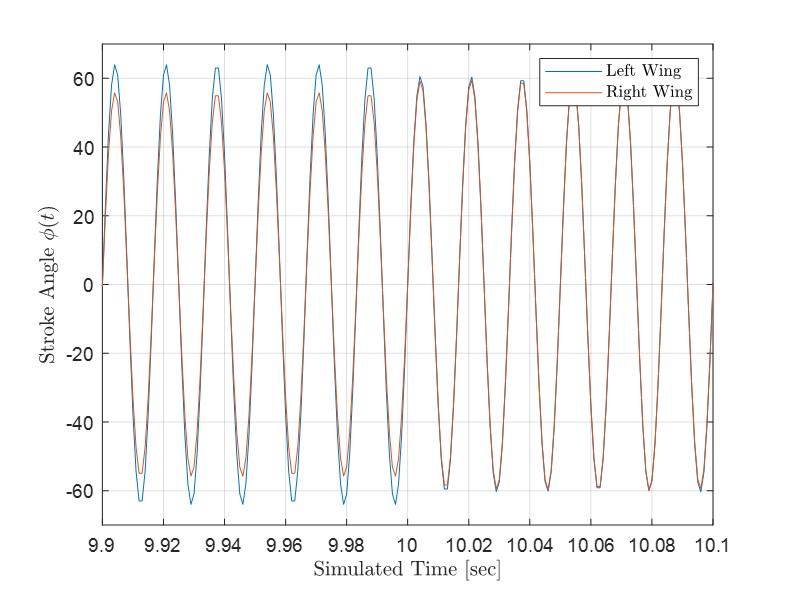 Left Wing
Right Wing
60
40
20
0
-20
-40
-60
Stroke Angle ϕ(t)
9.9 9.92 9.94 9.96 9.98 10 10.02 10.04 10.06 10.08 10.1
Simulated Time [sec]